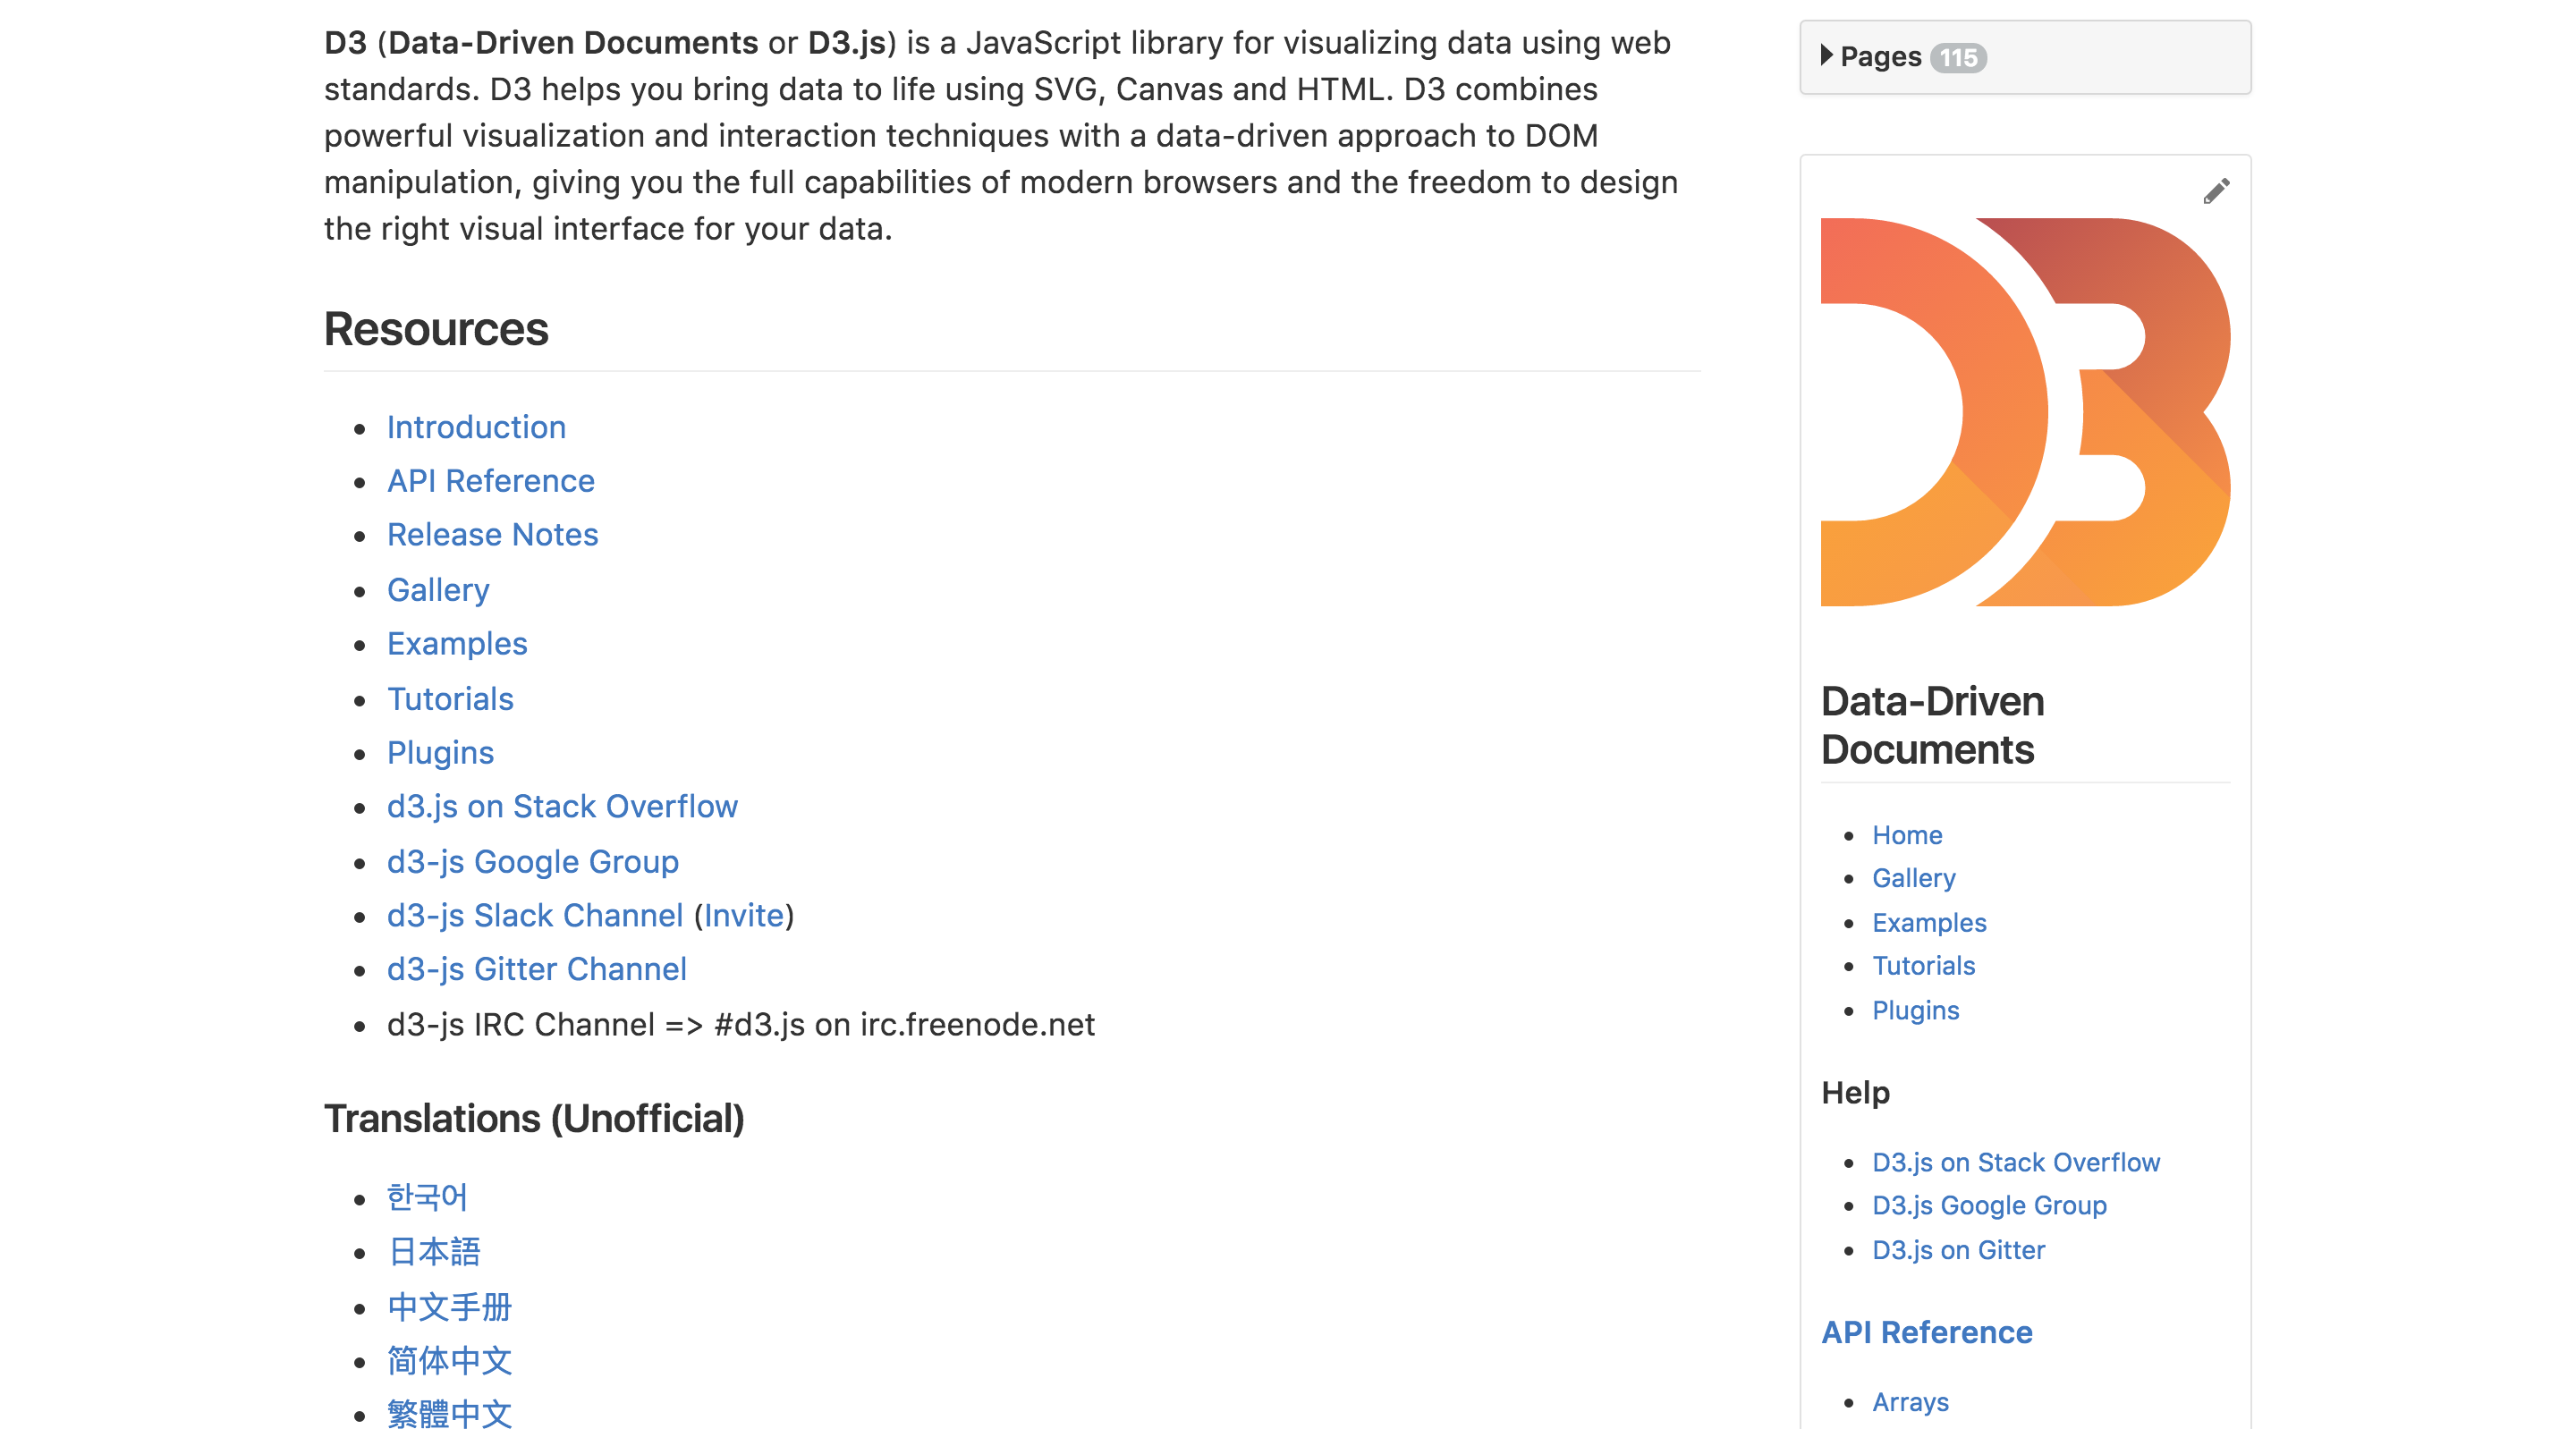 D3 (Data-Driven Documents or D3.js) is a JavaScript library for visualizing data using web
standards. D3 helps you bring data to life using SVG, Canvas and HTML. D3 combines
powerful visualization and interaction techniques with a data-driven approach to DOM
manipulation, giving you the full capabilities of modern browsers and the freedom to design
the right visual interface for your data.
Resources
Introduction
API Reference
Release Notes
Gallery
Examples
Tutorials
Plugins
d3.js on Stack Overflow
d3-js Google Group
d3-js Slack Channel (Invite)
d3-js Gitter Channel
d3-js IRC Channel => #d3.js on irc.freenode.net
Translations (Unofficial)
한국어
日本語
中文手册
简体中文
繁體中文
Pages 115
D3
Data-Driven
Documents
Home
Gallery
Examples
Tutorials
Plugins
Help
D3.js on Stack Overflow
D3.js Google Group
D3.js on Gitter
API Reference
Arrays